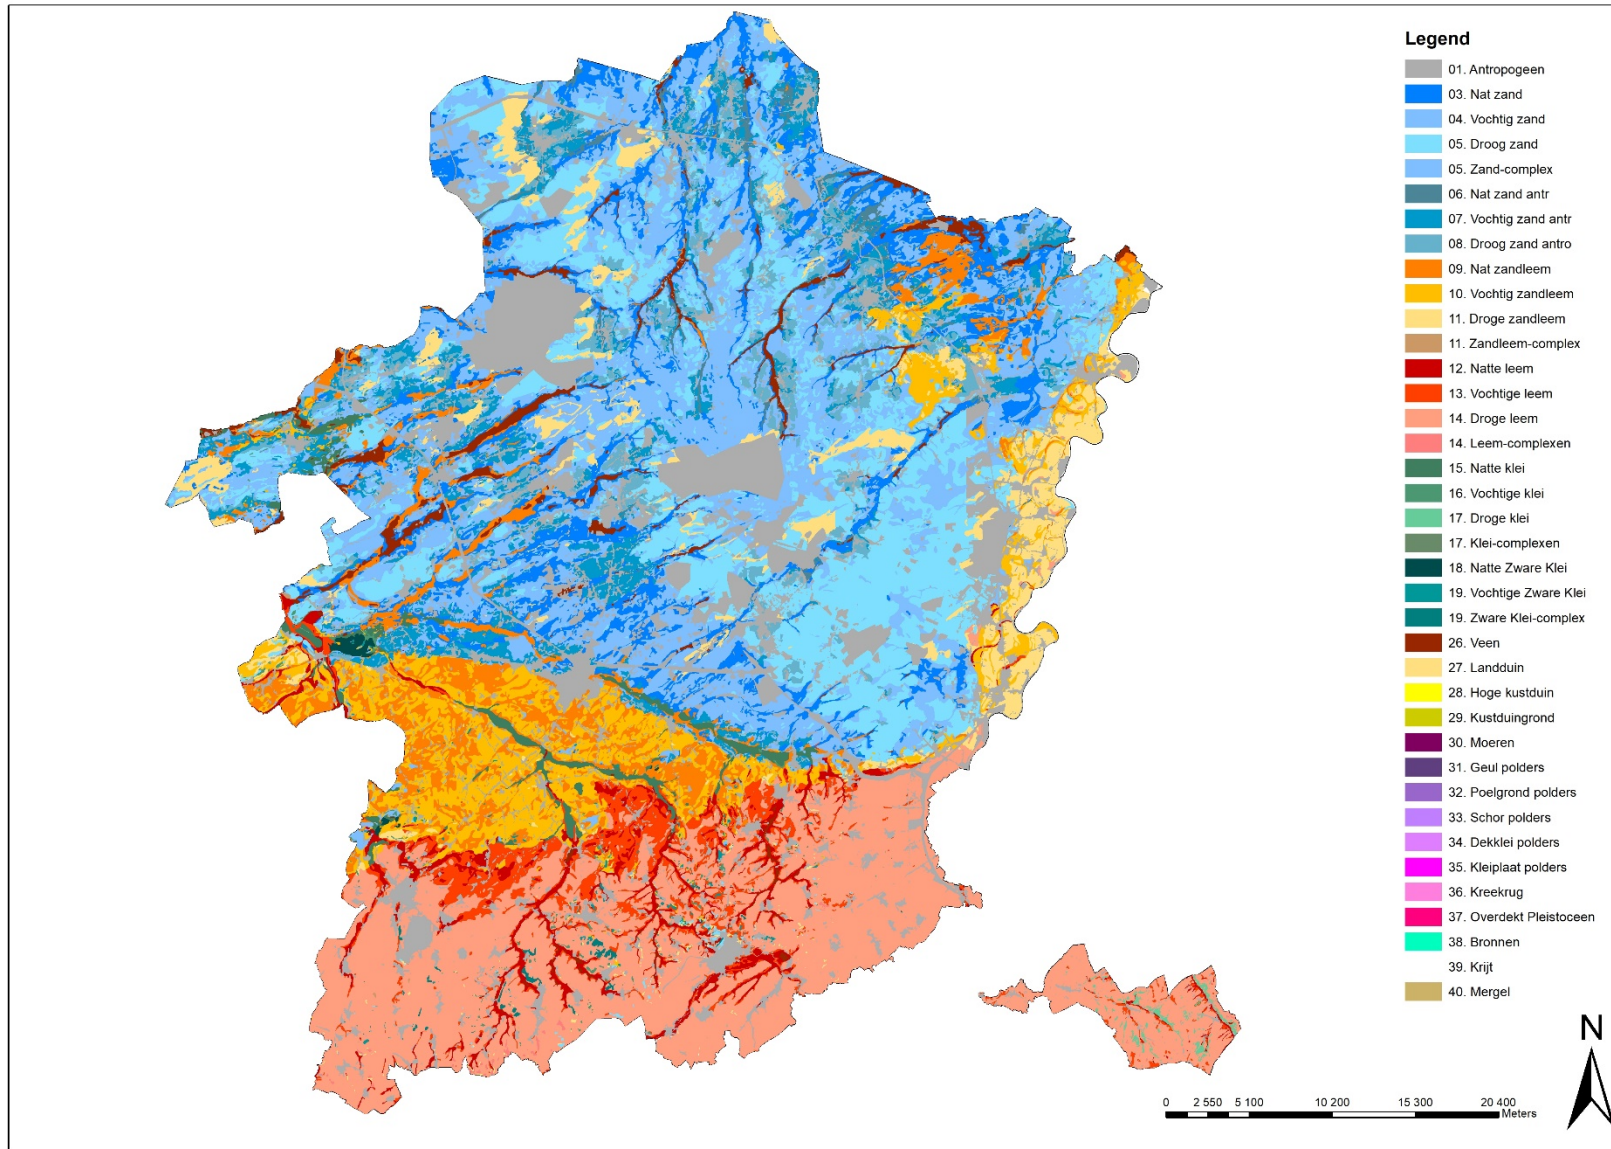 Legend
01. Antropogeen
03. Nat zand
04. Vochtig zand
05. Droog zand
05. Zand-complex
06. Nat zand antr
07. Vochtig zand antr
08. Droog zand antro
09. Nat zandleem
10. Vochtig zandleem
11. Droge zandleem
11. Zandleem-complex
12. Natte leem
13. Vochtige leem
14. Droge leem
14. Leem-complexen
15. Natte klei
16. Vochtige klei
17. Droge klei
17. Klei-complexen
18. Natte Zware Klei
19. Vochtige Zware Klei
19. Zware Klei-complex
26. Veen
27. Landduin
28. Hoge kustduin
29. Kustduingrond
30. Moeren
31. Geul polders
32. Poelgrond polders
33. Schor polders
34. Dekklei polders
35. Kleiplaat polders
36. Kreekrug
37. Overdekt Pleistoceen
38. Bronnen
39. Krijt
40. Mergel
N
0 2 550 5 100 10 200 15 300 20 400
Meters